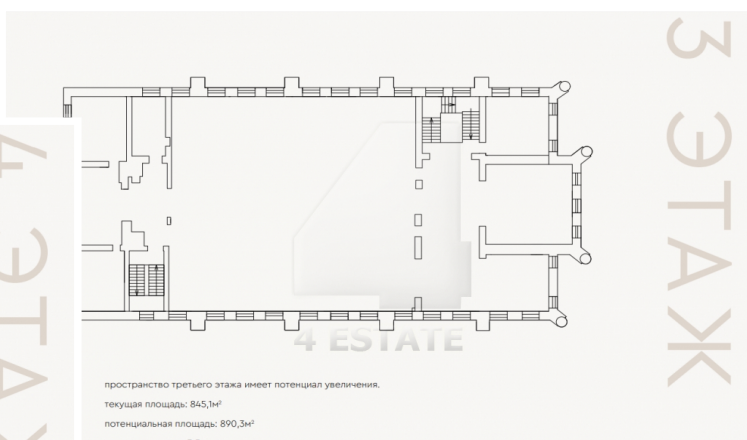 3 ЭТАЖ
4 ЭТАЖ
4 ESTATE
пространство третьего этажа имеет потенциал увеличения.
текущая площадь: 845,1м²
потенциальная площадь: 890,3м²